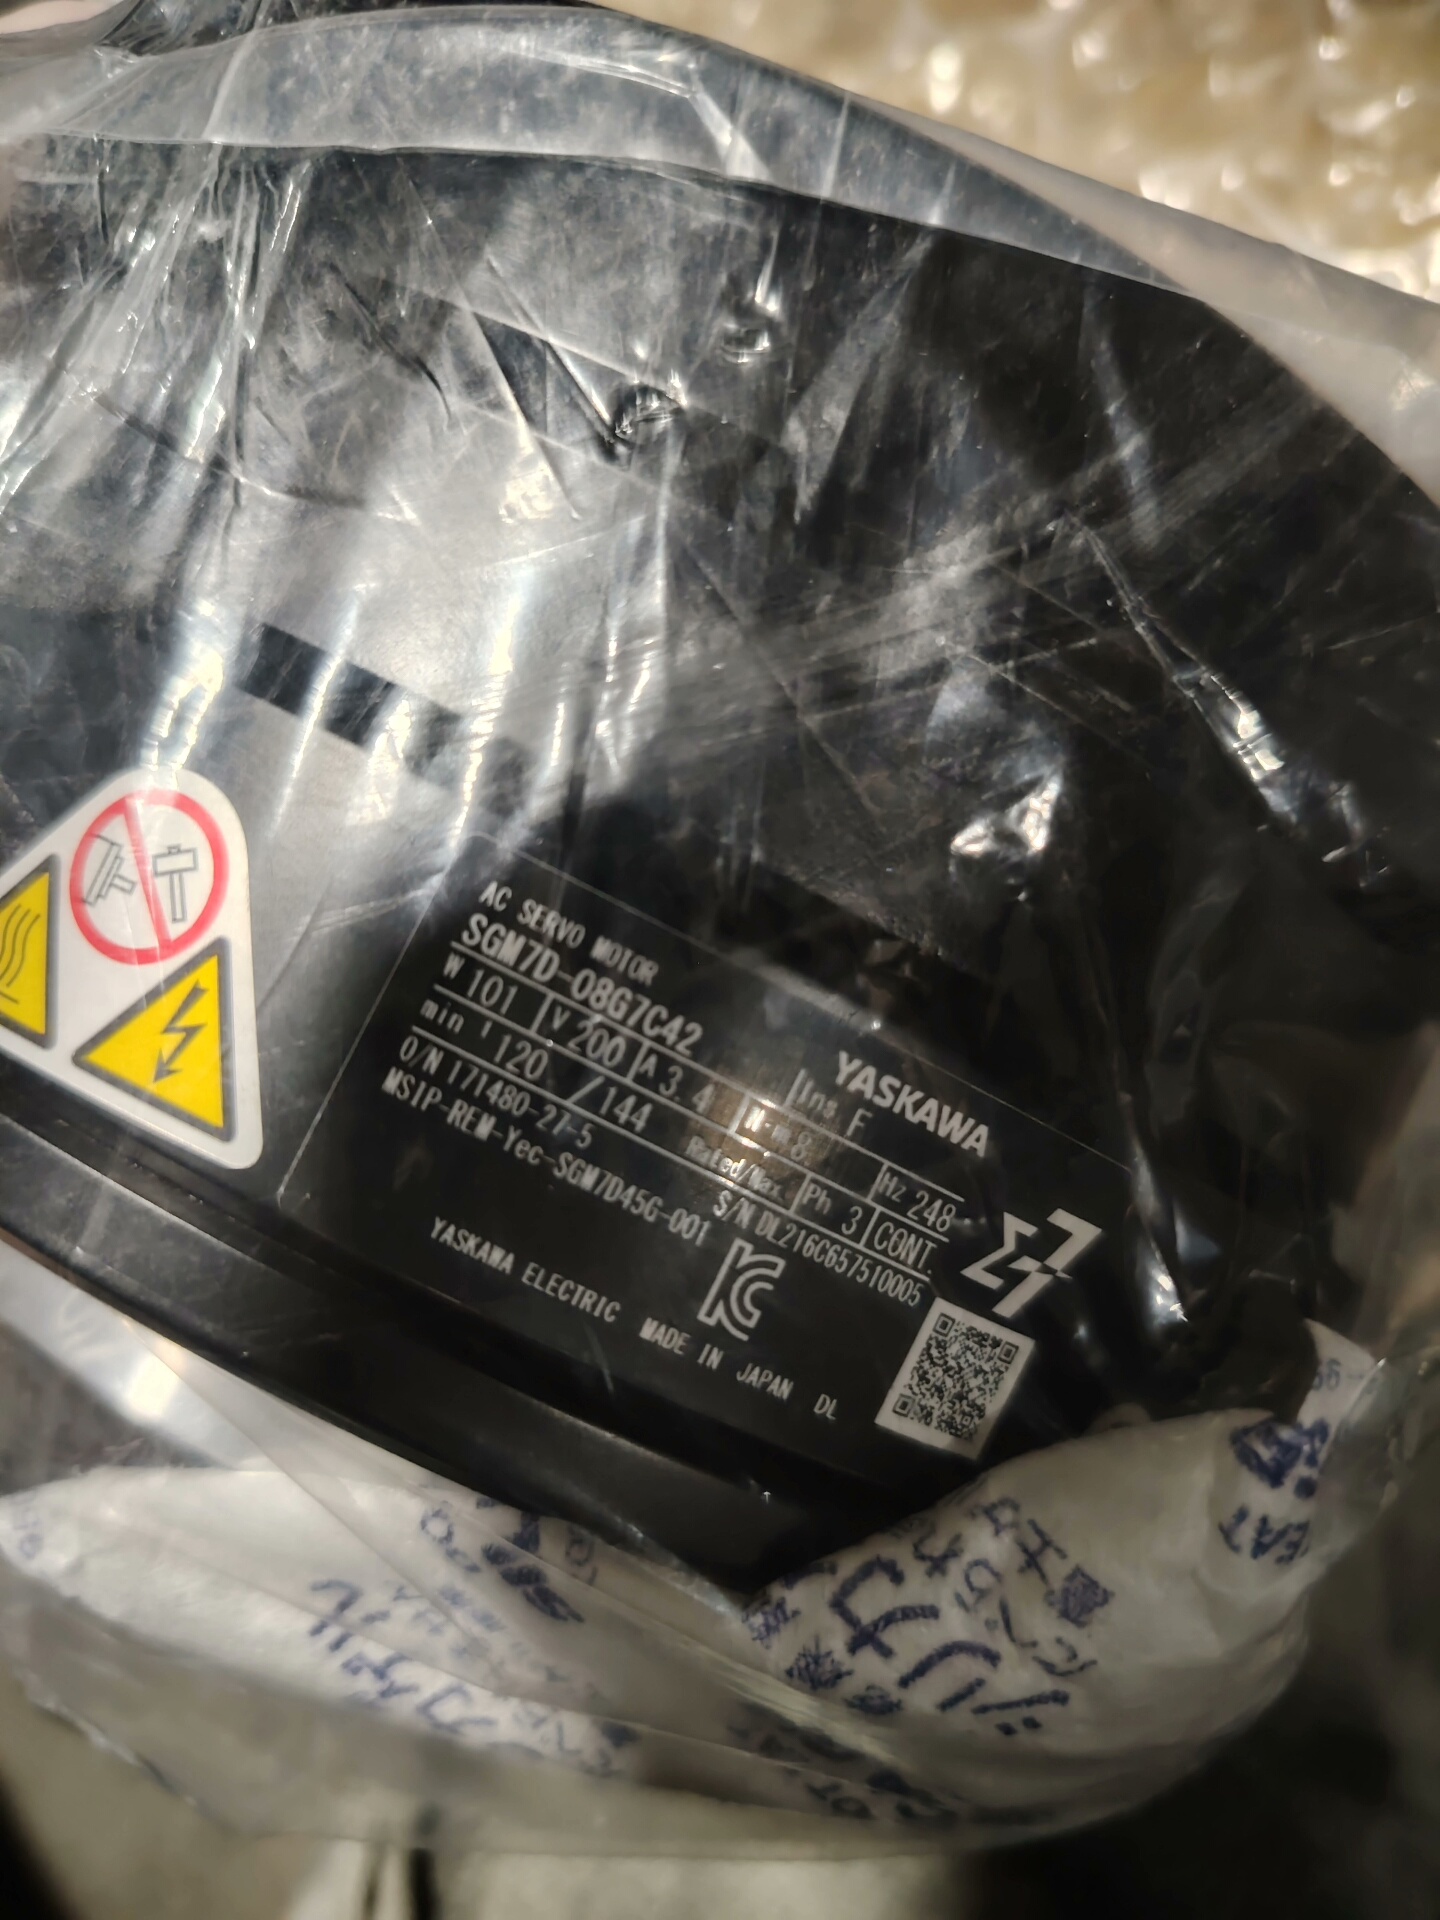 AC SERVO MOTOR
SGM7D-08G7C42
YASKAWA
W 101 V 200 A 3.4 Ins. F
min⁻¹ 120 /144 N·m 8 Hz 248
Rated/Max. Ph 3 CONT.
O/N 171480-27-5
S/N DL216C657510005
MSIP-REM-Yec-SGM7D45G-001
YASKAWA ELECTRIC MADE IN JAPAN DL